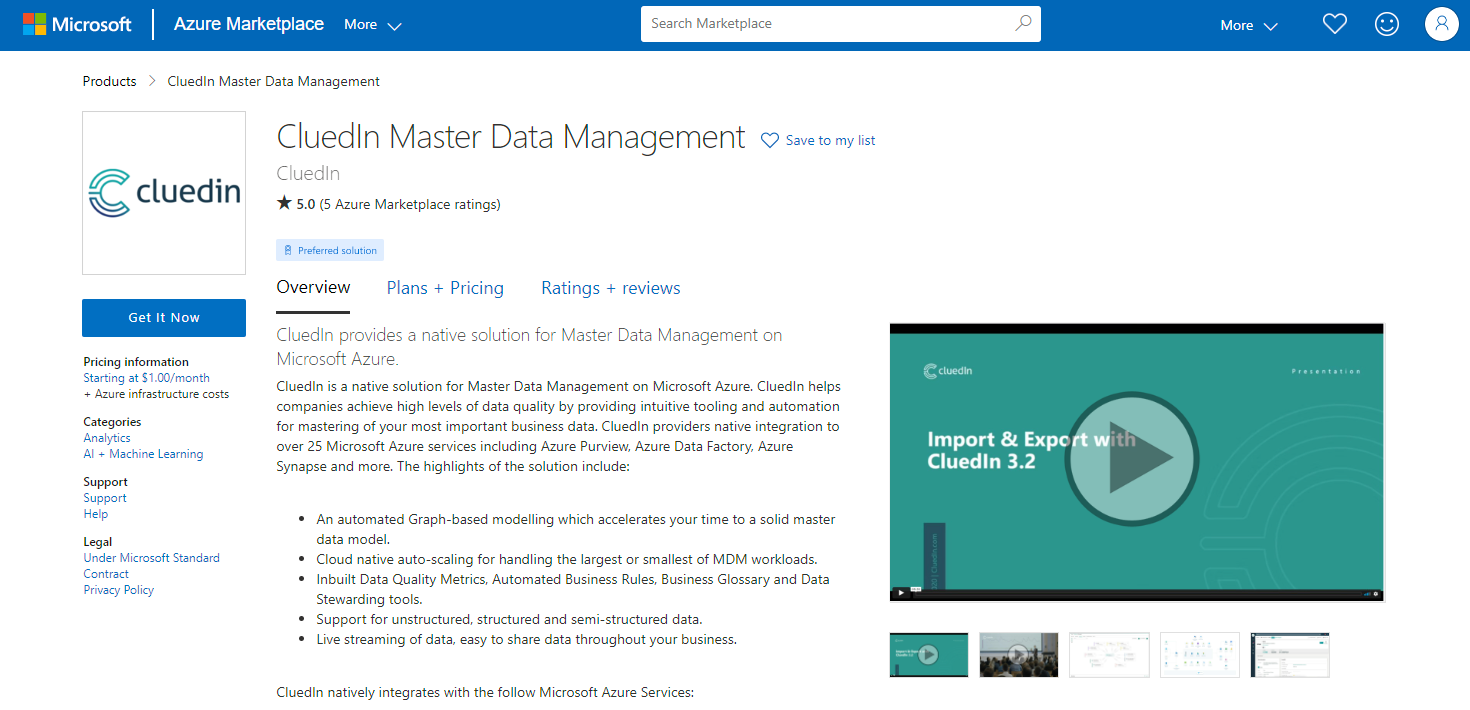 Microsoft
Azure Marketplace
More
Search Marketplace
More
Products
CluedIn Master Data Management
cluedin
CluedIn Master Data Management
Save to my list
CluedIn
★ 5.0 (5 Azure Marketplace ratings)
Preferred solution
Overview
Plans + Pricing
Ratings + reviews
Get It Now
Pricing information
Starting at $1.00/month
+ Azure infrastructure costs
Categories
Analytics
AI + Machine Learning
Support
Support
Help
Legal
Under Microsoft Standard
Contract
Privacy Policy
CluedIn provides a native solution for Master Data Management on
Microsoft Azure.
CluedIn is a native solution for Master Data Management on Microsoft Azure. CluedIn helps
companies achieve high levels of data quality by providing intuitive tooling and automation
for mastering of your most important business data. CluedIn providers native integration to
over 25 Microsoft Azure services including Azure Purview, Azure Data Factory, Azure
Synapse and more. The highlights of the solution include:
• An automated Graph-based modelling which accelerates your time to a solid master
data model.
• Cloud native auto-scaling for handling the largest or smallest of MDM workloads.
• Inbuilt Data Quality Metrics, Automated Business Rules, Business Glossary and Data
Stewarding tools.
• Support for unstructured, structured and semi-structured data.
• Live streaming of data, easy to share data throughout your business.
CluedIn natively integrates with the follow Microsoft Azure Services:
cluedin
Presentation
Import & Export with
CluedIn 3.2
| Cluedin.com